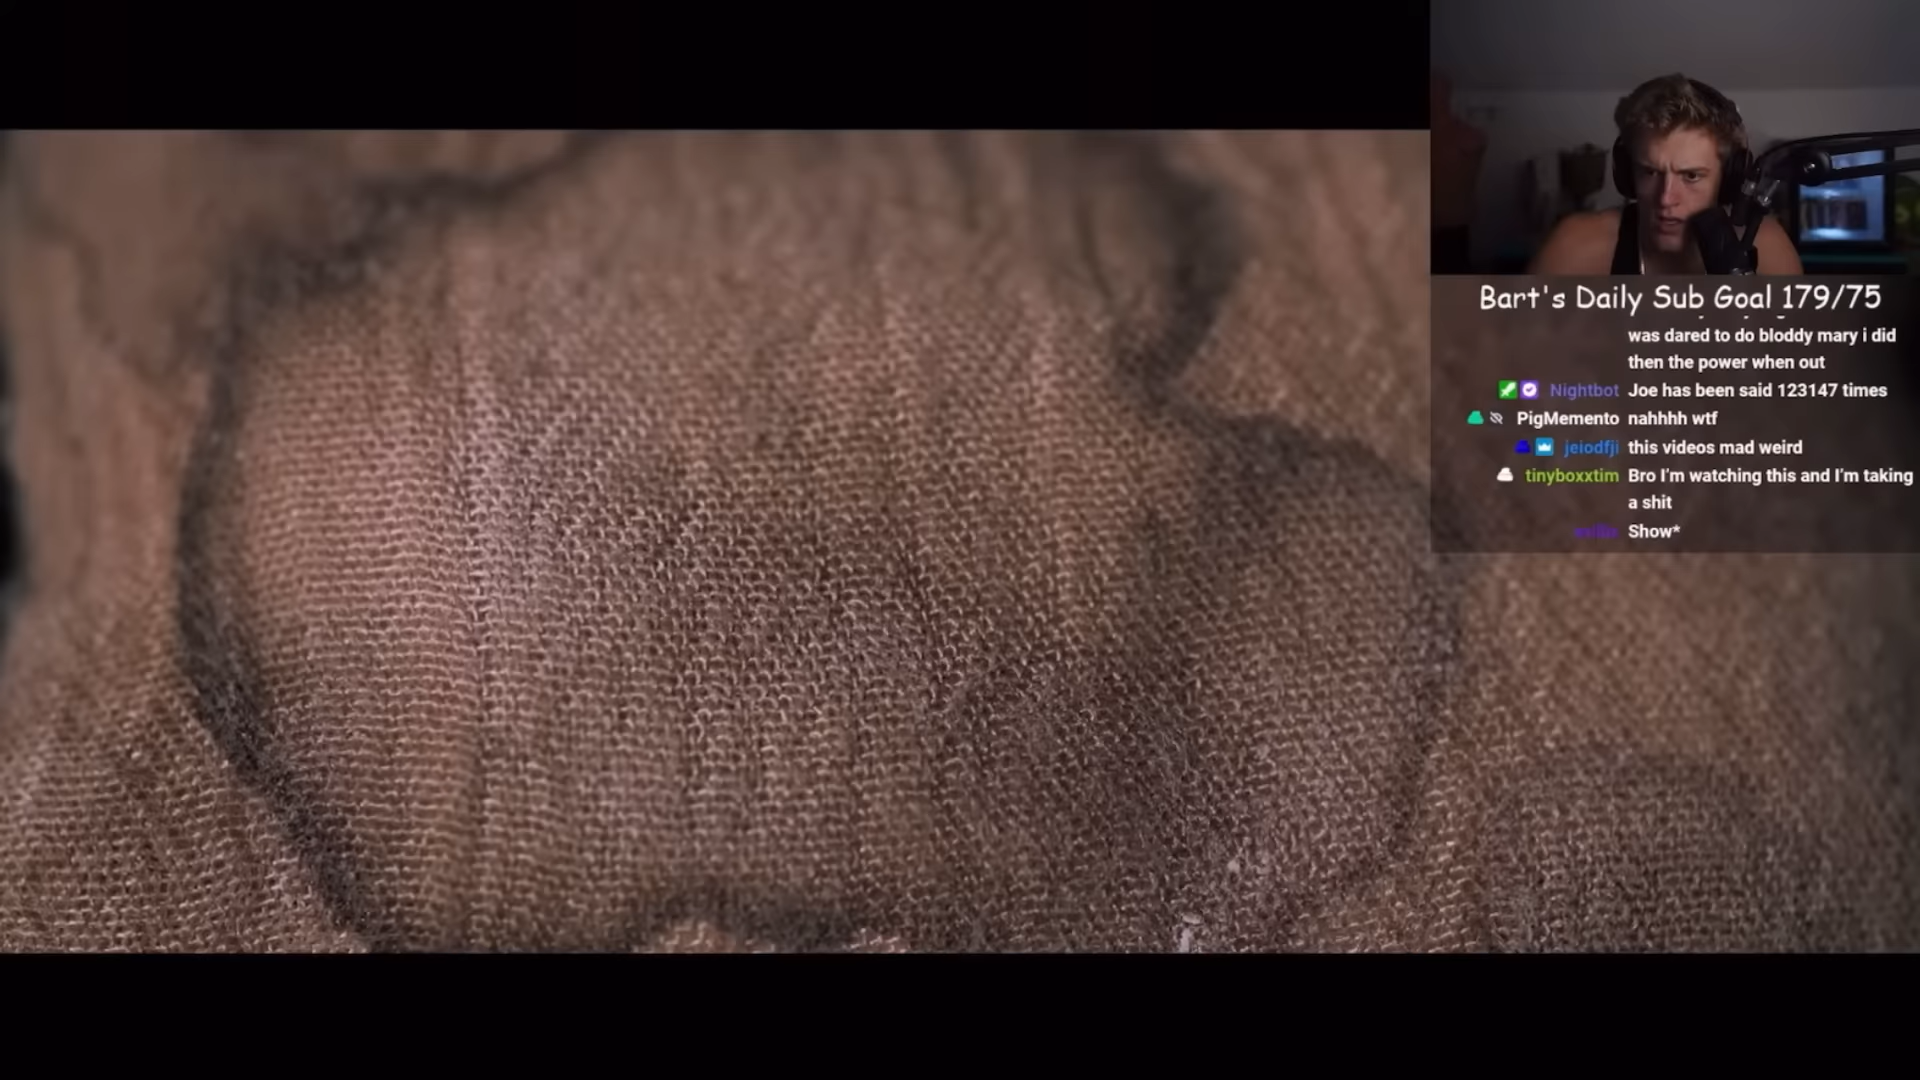 Bart's Daily Sub Goal 179/75
was dared to do bloddy mary i did
then the power when out
Nightbot Joe has been said 123147 times
PigMemento nahhhh wtf
jeiodfji this videos mad weird
tinyboxxtim Bro I'm watching this and I'm taking
a shit
Show*